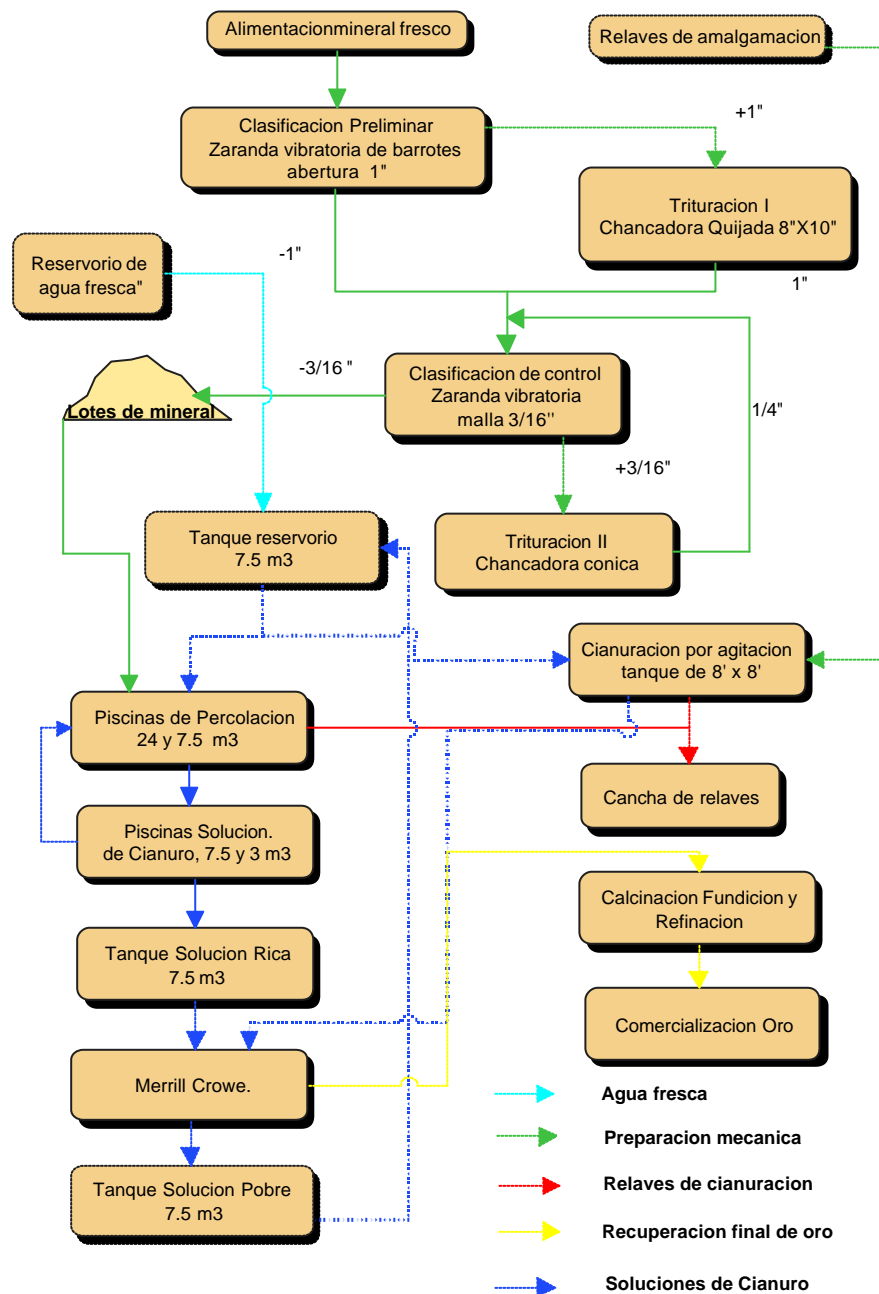 Alimentacionmineral fresco
Relaves de amalgamacion
+1"
Clasificacion Preliminar
Zaranda vibratoria de barrotes
abertura 1"
Trituracion I
Chancadora Quijada 8"X10"
Reservorio de
agua fresca"
-1"
1"
-3/16 "
Clasificacion de control
Zaranda vibratoria
malla 3/16''
1/4"
Lotes de mineral
+3/16"
Tanque reservorio
7.5 m3
Trituracion II
Chancadora conica
Cianuracion por agitacion
tanque de 8' x 8'
Piscinas de Percolacion
24 y 7.5 m3
Cancha de relaves
Piscinas Solucion.
de Cianuro, 7.5 y 3 m3
Calcinacion Fundicion y
Refinacion
Tanque Solucion Rica
7.5 m3
Comercializacion Oro
Merrill Crowe.
Agua fresca
Preparacion mecanica
Tanque Solucion Pobre
7.5 m3
Relaves de cianuracion
Recuperacion final de oro
Soluciones de Cianuro